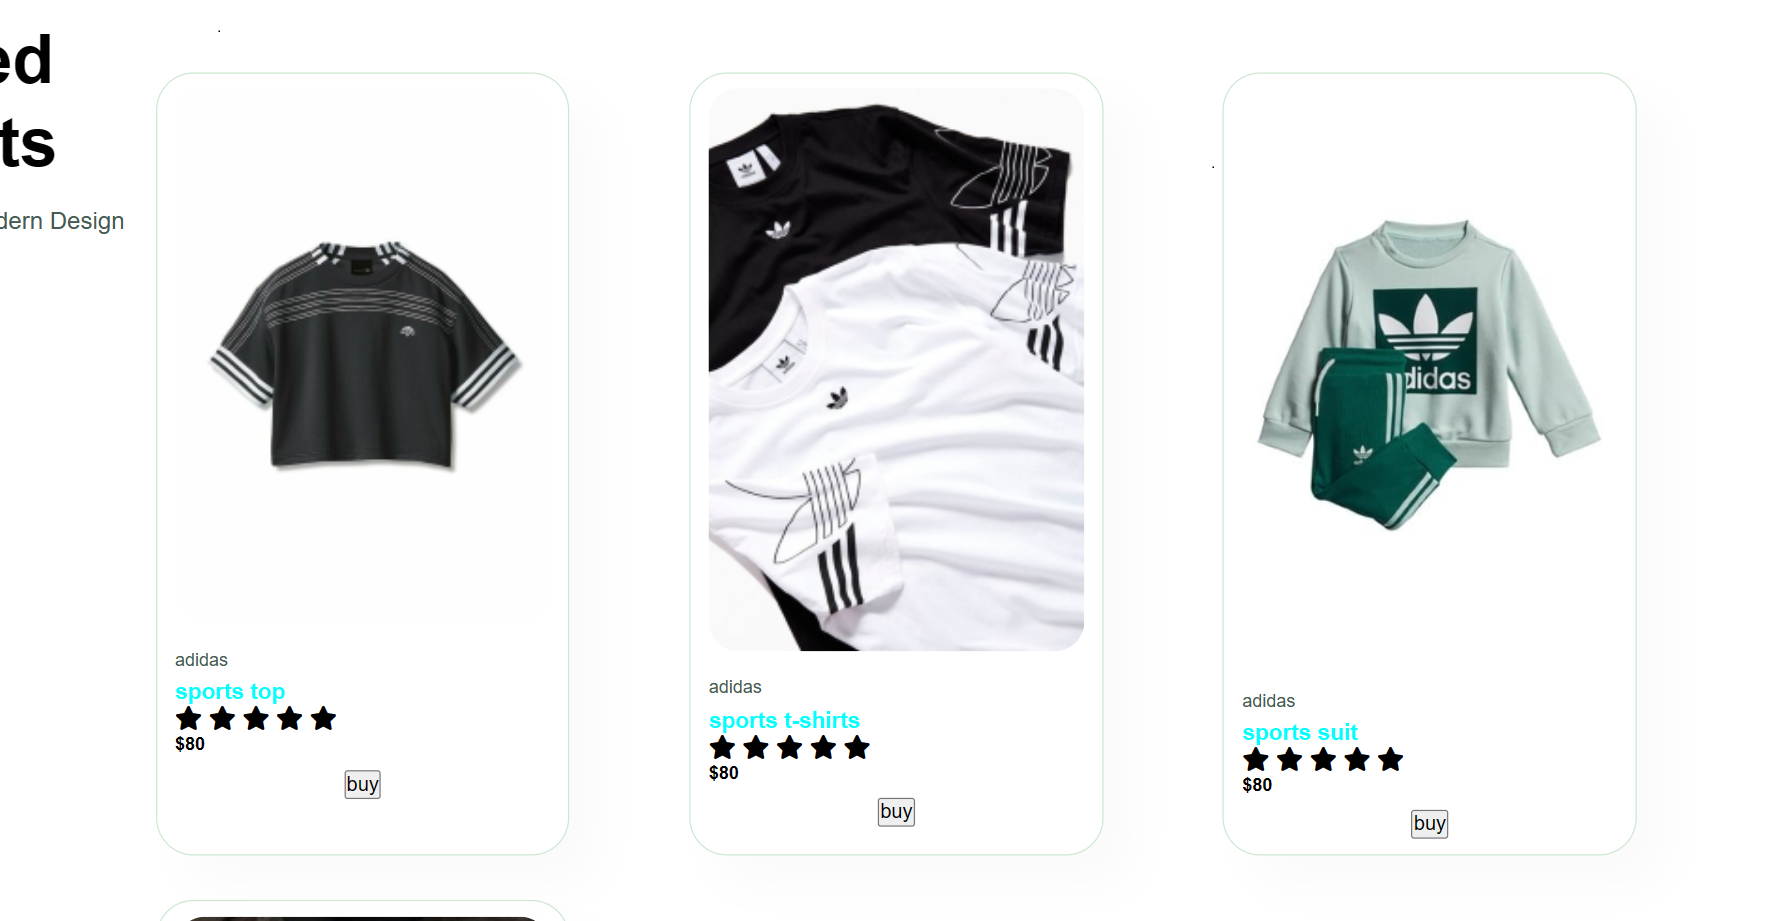 ed
ts
dern Design
adidas
sports top
$80
buy
adidas
sports t-shirts
$80
buy
didas
adidas
sports suit
$80
buy